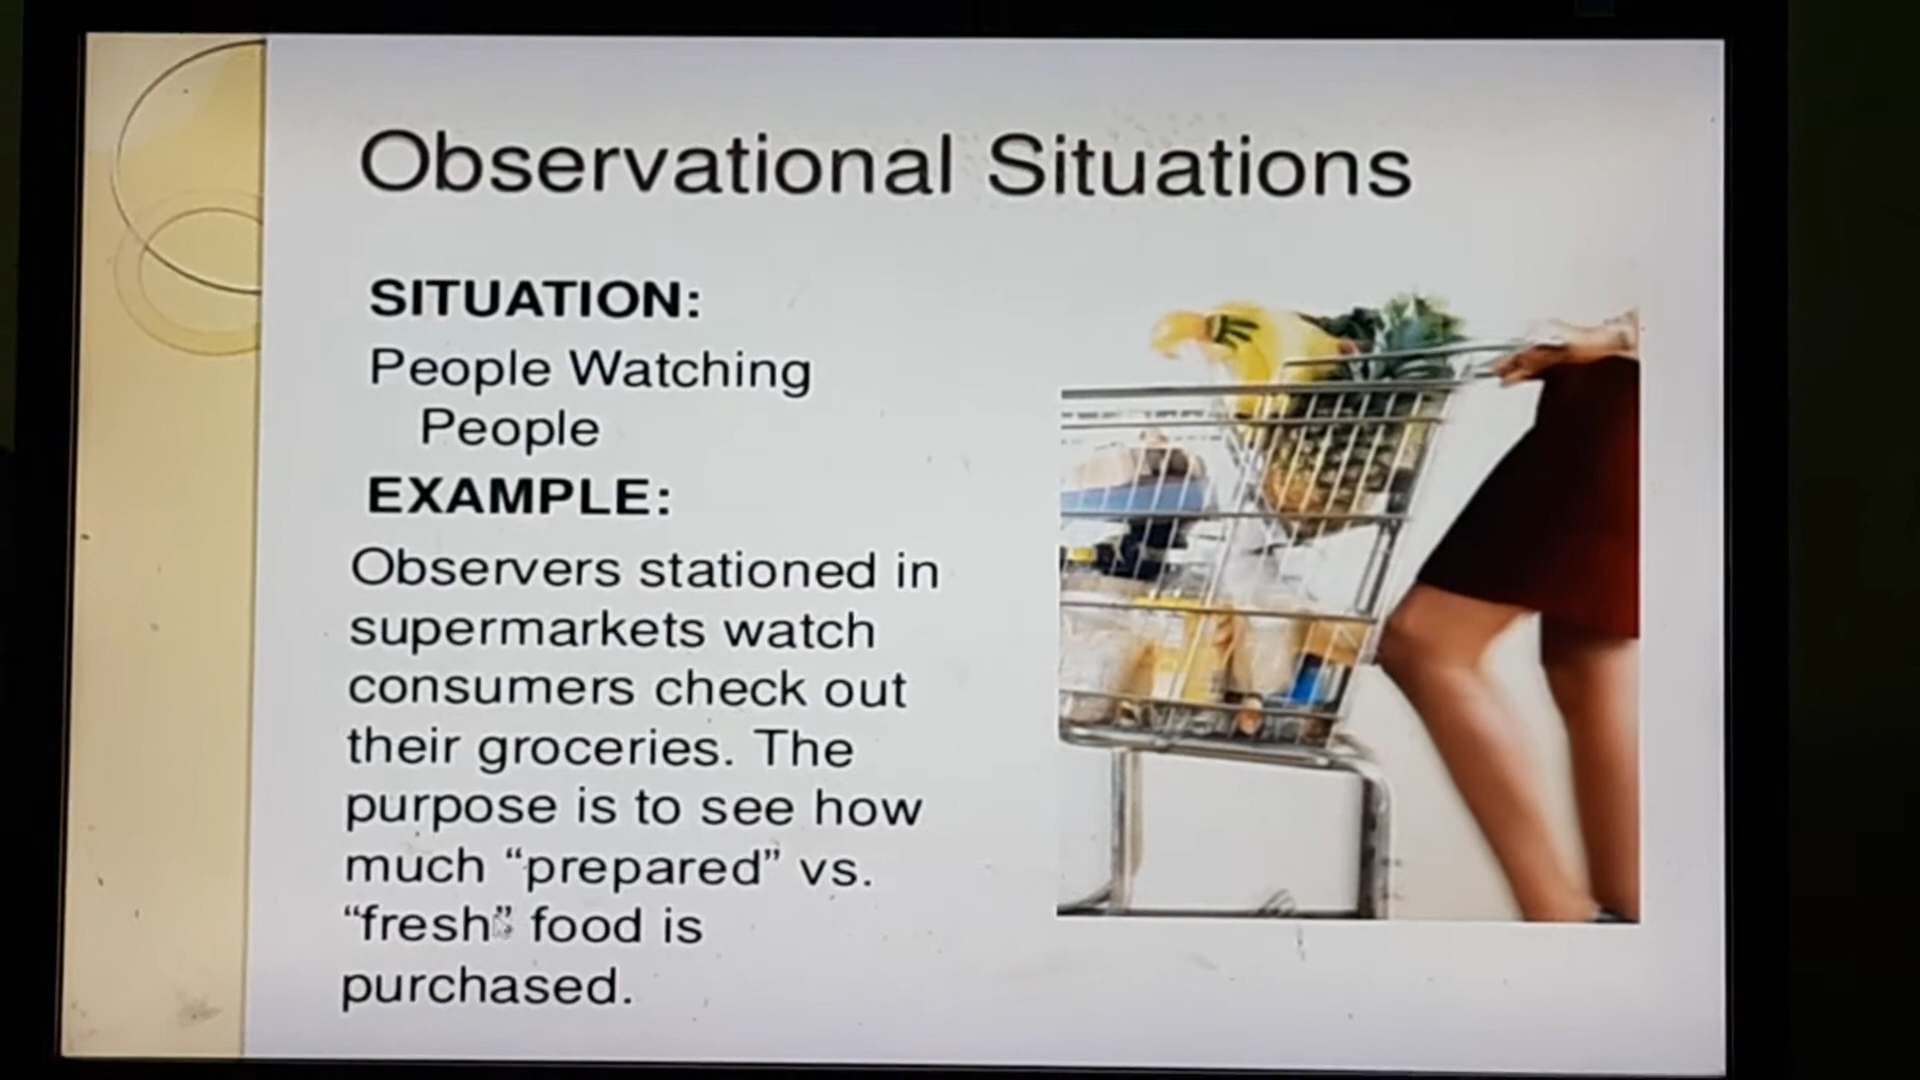 Observational Situations
SITUATION:
People Watching
People
EXAMPLE:
Observers stationed in
supermarkets watch
consumers check out
their groceries. The
purpose is to see how
much “prepared” vs.
“fresh” food is
purchased.